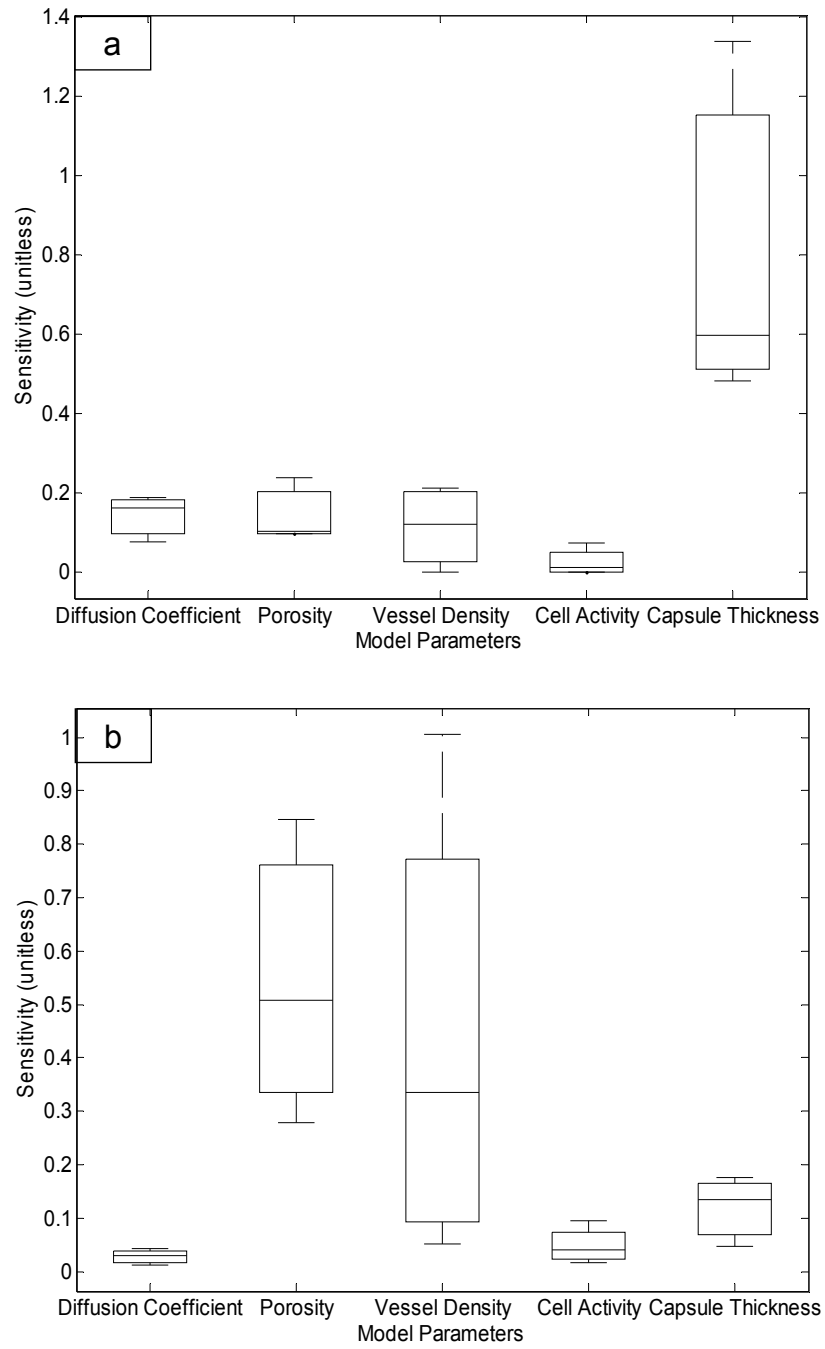 a
1.4
1.2
1
0.8
0.6
0.4
0.2
0
Sensitivity (unitless)
Diffusion Coefficient Porosity Vessel Density Cell Activity Capsule Thickness
Model Parameters
b
1
0.9
0.8
0.7
0.6
0.5
0.4
0.3
0.2
0.1
0
Sensitivity (unitless)
Diffusion Coefficient Porosity Vessel Density Cell Activity Capsule Thickness
Model Parameters